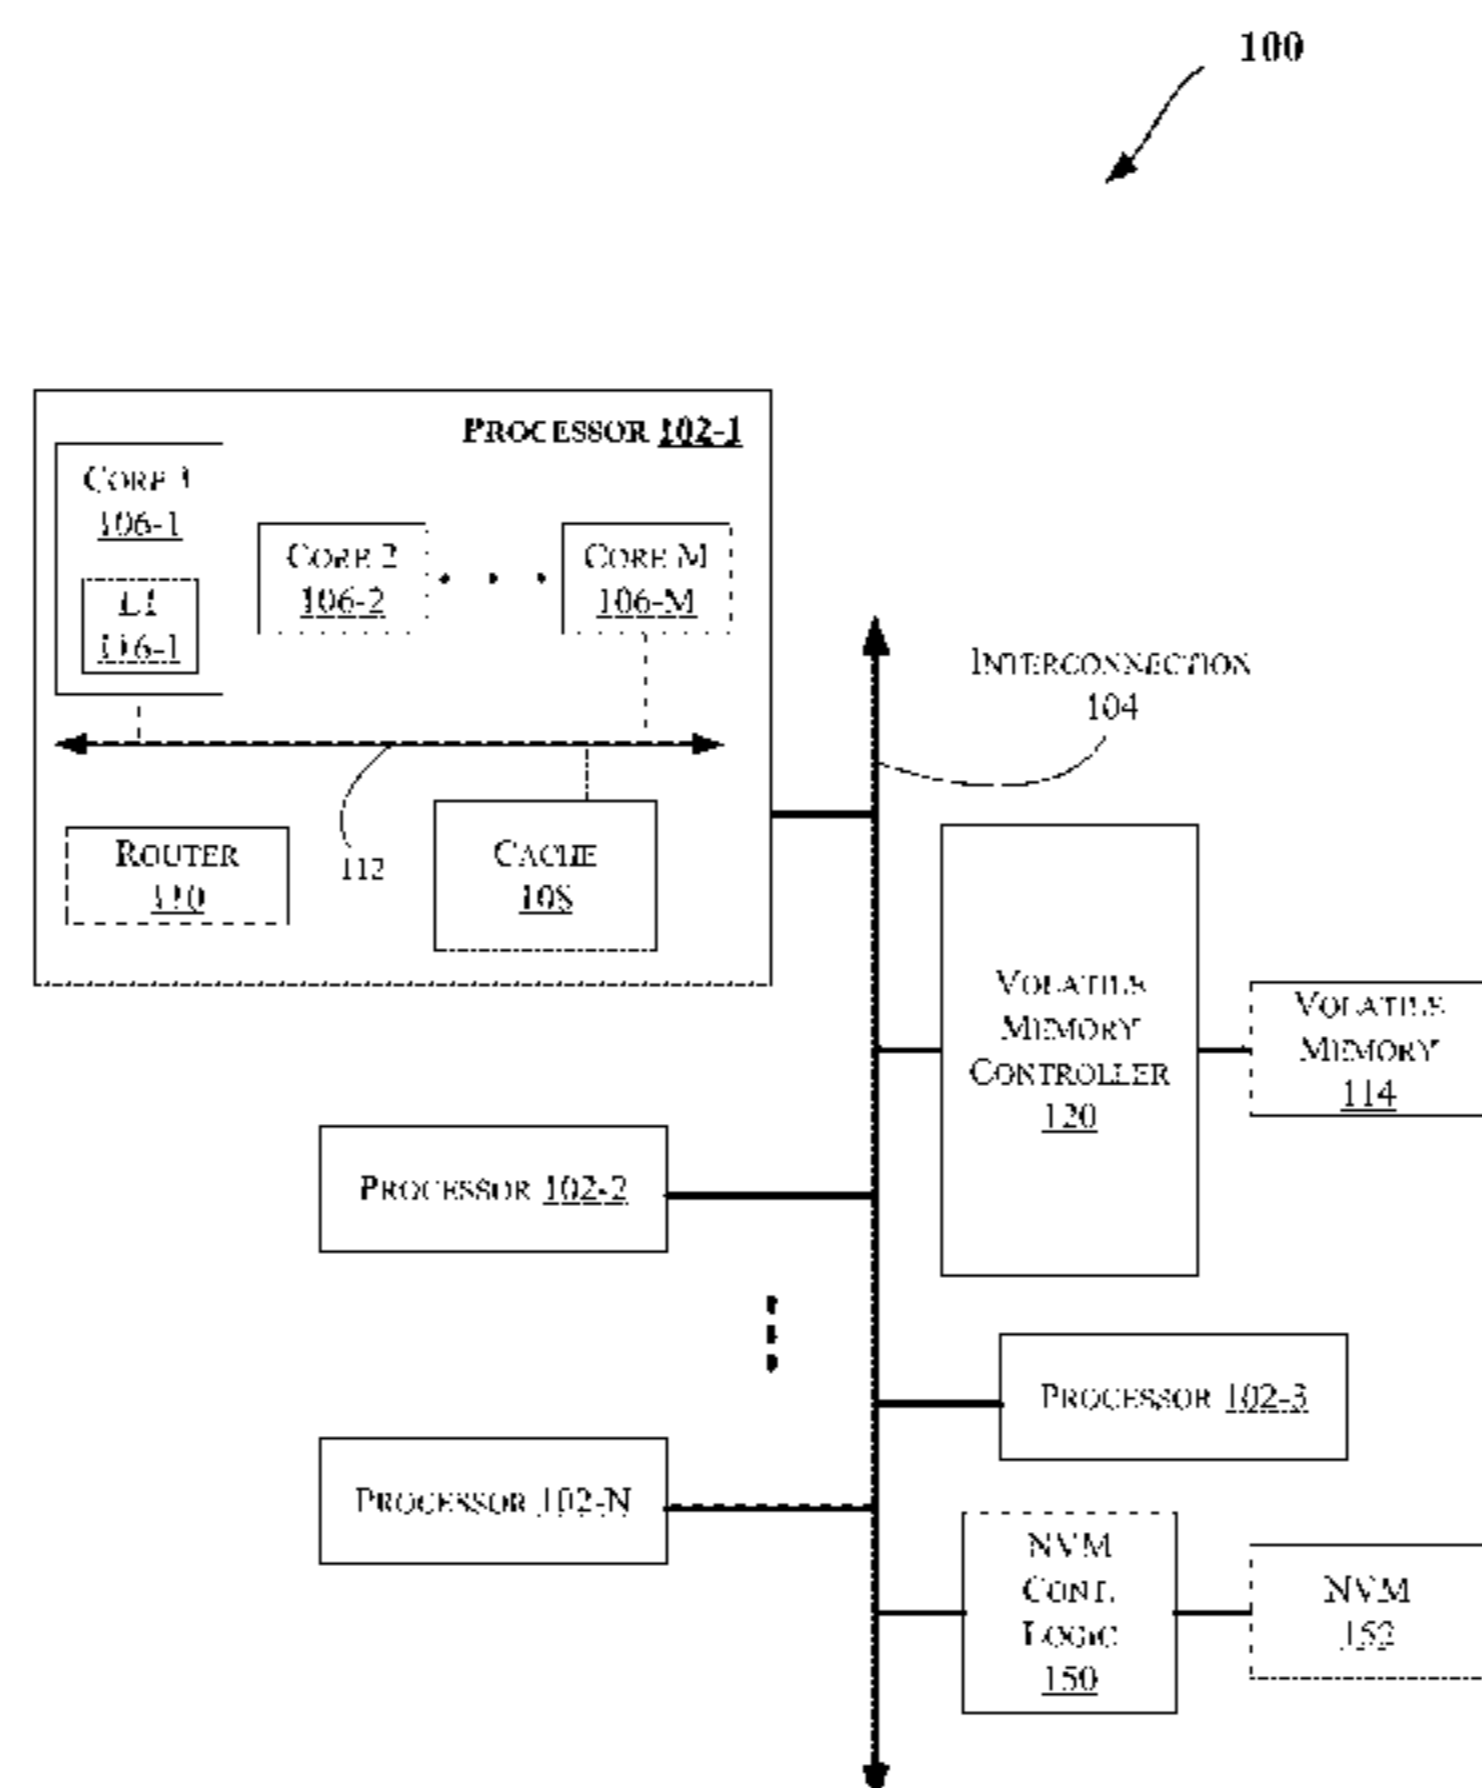 100
PROCESSOR 102-1
CORE 1
106-1
L1
116-1
CORE 2
106-2
CORE M
106-M
112
ROUTER
110
CACHE
108
INTERCONNECTION
104
VOLATILE
MEMORY
CONTROLLER
120
VOLATILE
MEMORY
114
PROCESSOR 102-2
PROCESSOR 102-3
PROCESSOR 102-N
NVM
CONT.
LOGIC
150
NVM
152